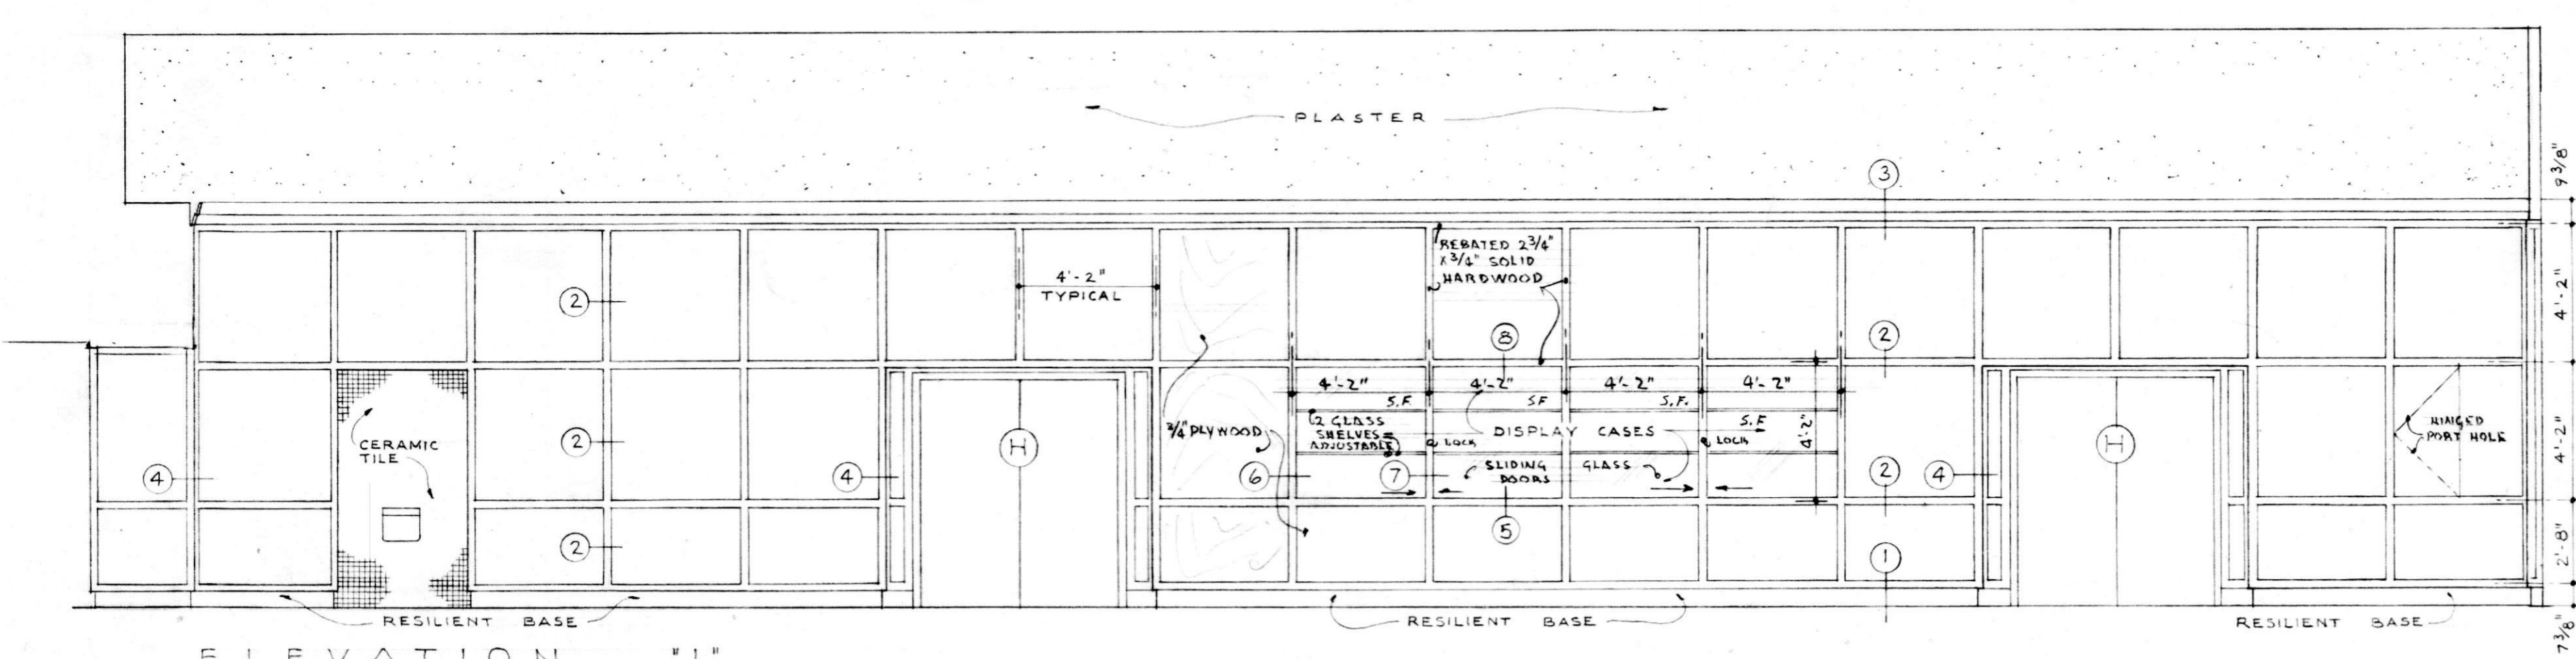 PLASTER
3
9 3/8"
REBATED 2 3/4"
x 3/4" SOLID
HARDWOOD
4'-2"
TYPICAL
2
4'-2"
8
2
4'-2"
4'-2"
4'-2"
4'-2"
S.F.
S.F
S.F.
S.F
2 GLASS
SHELVES
ADJUSTABLE
LOCK
DISPLAY CASES
LOCK
4'-2"
CERAMIC
TILE
2
H
3/4" PLYWOOD
H
HINGED
PORT HOLE
4'-2"
4
4
6
7
SLIDING
DOORS
GLASS
2
4
5
2
1
2'-8"
RESILIENT BASE
RESILIENT BASE
RESILIENT BASE
7 3/8"
ELEVATION "1"